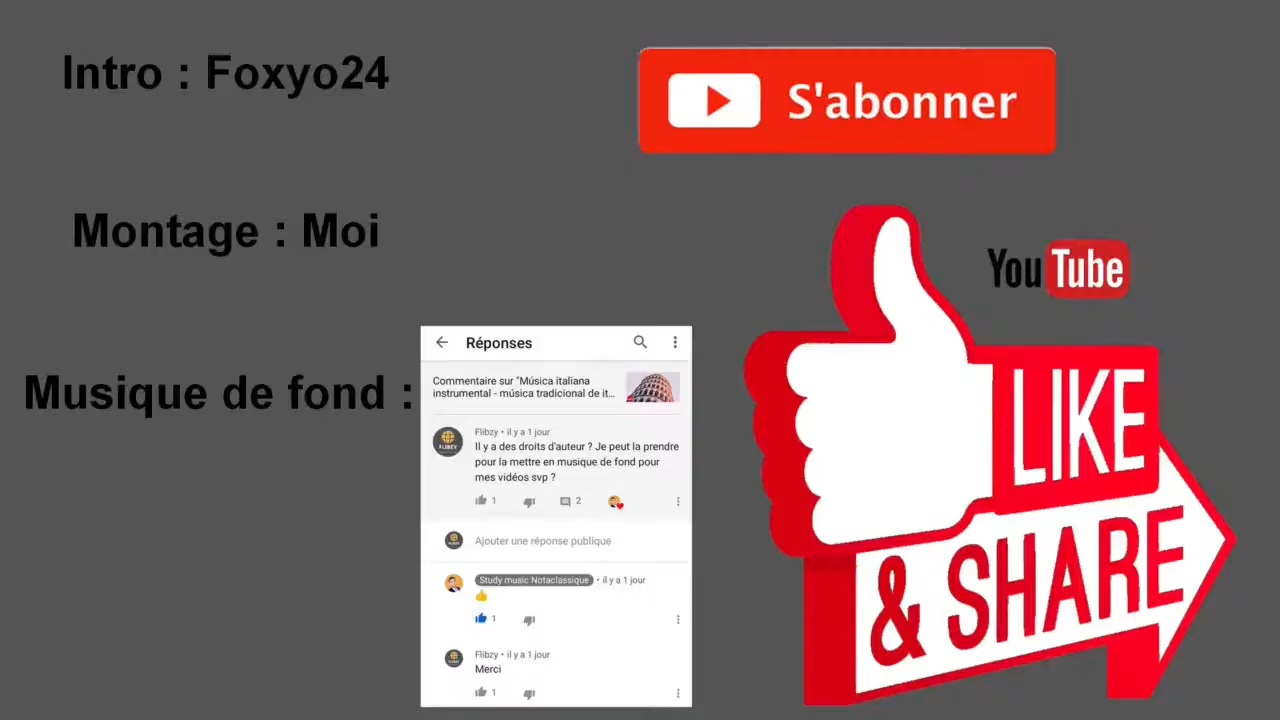 Intro : Foxyo24
S'abonner
Montage : Moi
YouTube
Musique de fond :
Réponses
Commentaire sur "Música italiana
instrumental - música tradicional de it...
FLIBZY
Flibzy • il y a 1 jour
Il y a des droits d'auteur ? Je peut la prendre
pour la mettre en musique de fond pour
mes vidéos svp ?
1
2
Ajouter une réponse publique
Study music Notaclassique • il y a 1 jour
1
Flibzy • il y a 1 jour
Merci
1
LIKE
& SHARE